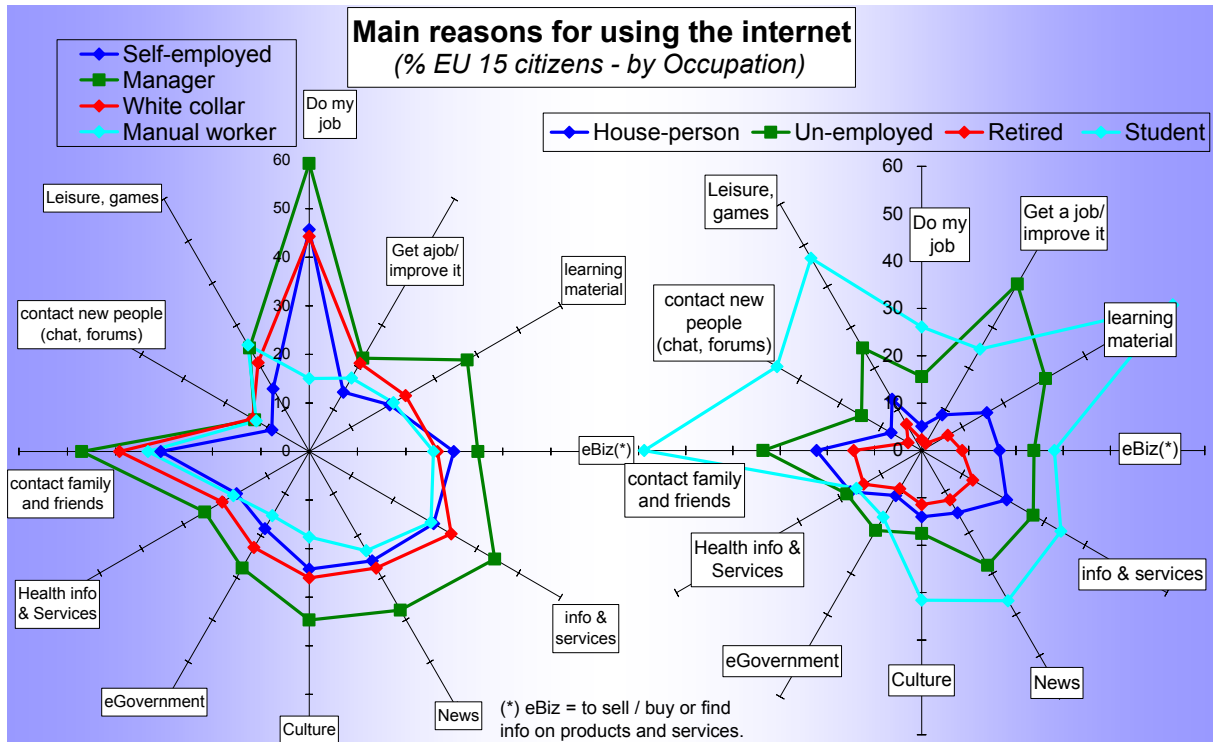 Main reasons for using the internet
(% EU 15 citizens - by Occupation)
Self-employed
Manager
White collar
Manual worker
Do my
job
60
50
40
30
20
10
0
Leisure, games
Get ajob/
improve it
learning
material
contact new people
(chat, forums)
eBiz(*)
contact family
and friends
Health info
& Services
info &
services
eGovernment
Culture
News
House-person
Un-employed
Retired
Student
60
50
40
30
20
10
0
Leisure,
games
Do my
job
Get a job/
improve it
contact new
people
(chat, forums)
learning
material
eBiz(*)
contact family
and friends
Health info &
Services
info & services
eGovernment
Culture
News
(*) eBiz = to sell / buy or find
info on products and services.